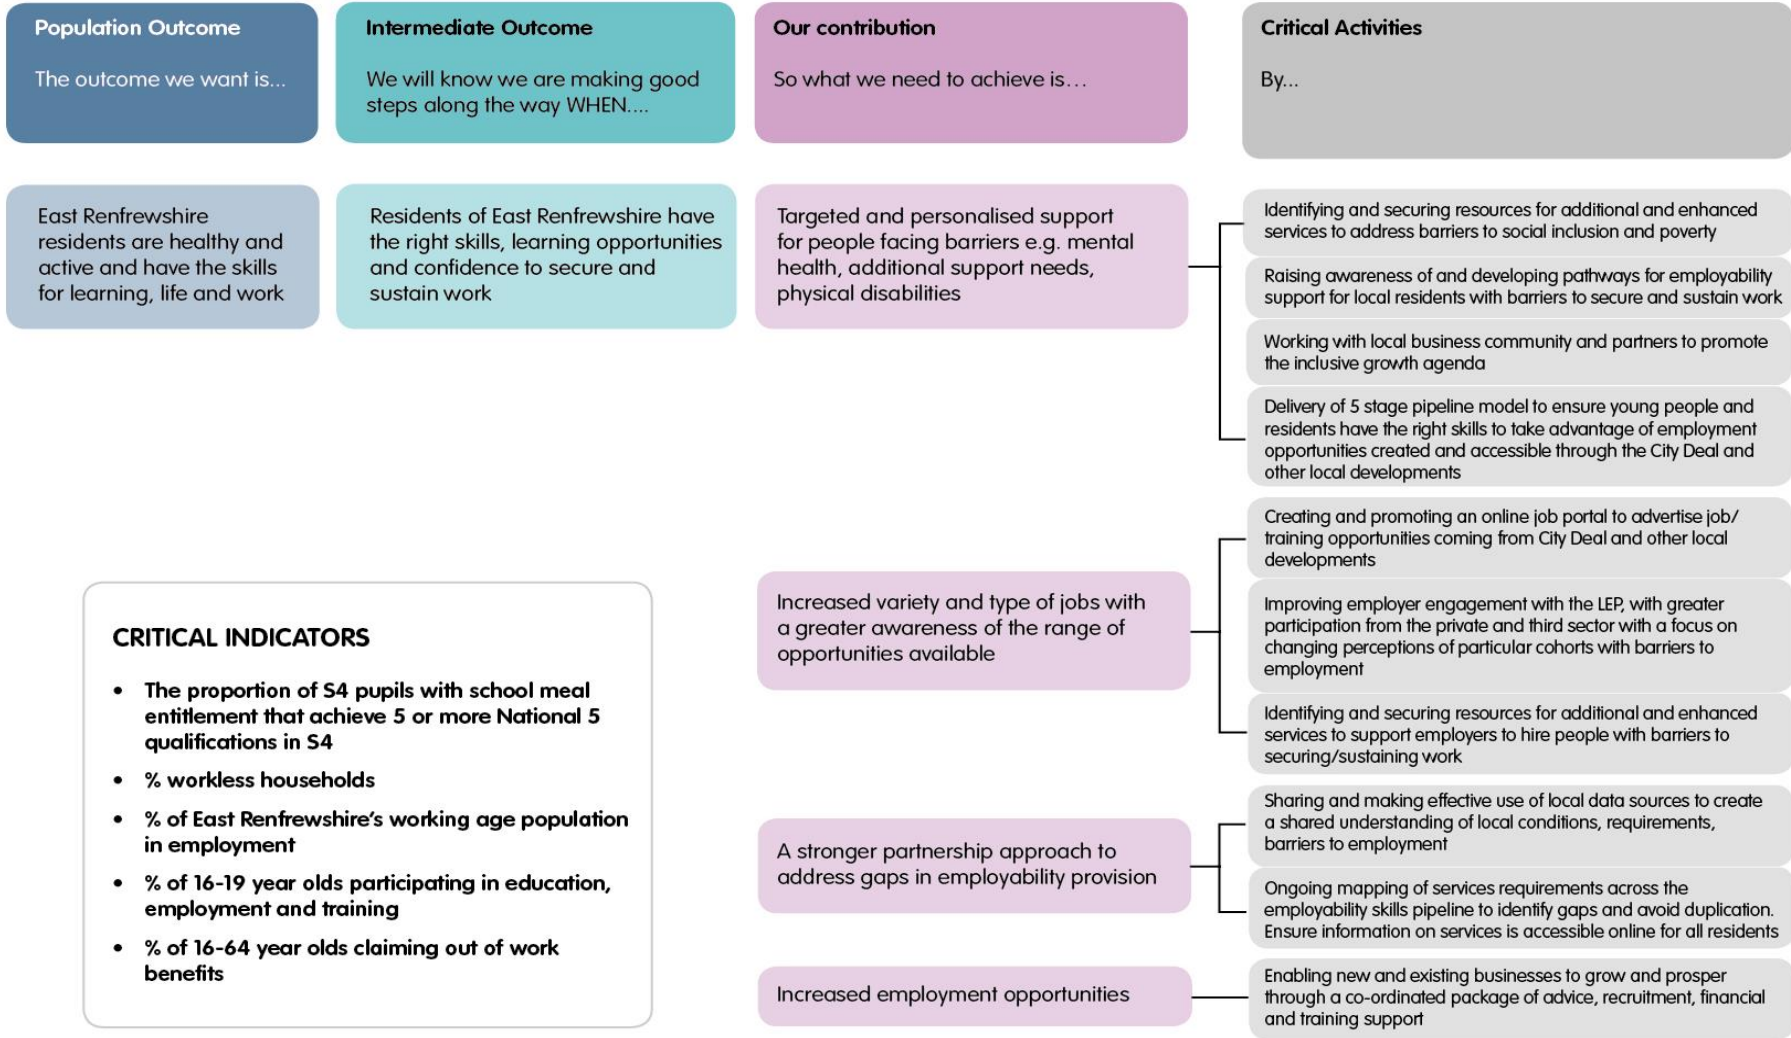 Population Outcome
The outcome we want is...
Intermediate Outcome
We will know we are making good
steps along the way WHEN....
Our contribution
So what we need to achieve is...
Critical Activities
By...
East Renfrewshire
residents are healthy and
active and have the skills
for learning, life and work
Residents of East Renfrewshire have
the right skills, learning opportunities
and confidence to secure and
sustain work
Targeted and personalised support
for people facing barriers e.g. mental
health, additional support needs,
physical disabilities
Identifying and securing resources for additional and enhanced
services to address barriers to social inclusion and poverty
Raising awareness of and developing pathways for employability
support for local residents with barriers to secure and sustain work
Working with local business community and partners to promote
the inclusive growth agenda
Delivery of 5 stage pipeline model to ensure young people and
residents have the right skills to take advantage of employment
opportunities created and accessible through the City Deal and
other local developments
Increased variety and type of jobs with
a greater awareness of the range of
opportunities available
Creating and promoting an online job portal to advertise job/
training opportunities coming from City Deal and other local
developments
Improving employer engagement with the LEP, with greater
participation from the private and third sector with a focus on
changing perceptions of particular cohorts with barriers to
employment
Identifying and securing resources for additional and enhanced
services to support employers to hire people with barriers to
securing/sustaining work
A stronger partnership approach to
address gaps in employability provision
Sharing and making effective use of local data sources to create
a shared understanding of local conditions, requirements,
barriers to employment
Ongoing mapping of services requirements across the
employability skills pipeline to identify gaps and avoid duplication.
Ensure information on services is accessible online for all residents
Increased employment opportunities
Enabling new and existing businesses to grow and prosper
through a co-ordinated package of advice, recruitment, financial
and training support
CRITICAL INDICATORS
• The proportion of S4 pupils with school meal
entitlement that achieve 5 or more National 5
qualifications in S4
• % workless households
• % of East Renfrewshire's working age population
in employment
• % of 16-19 year olds participating in education,
employment and training
• % of 16-64 year olds claiming out of work
benefits